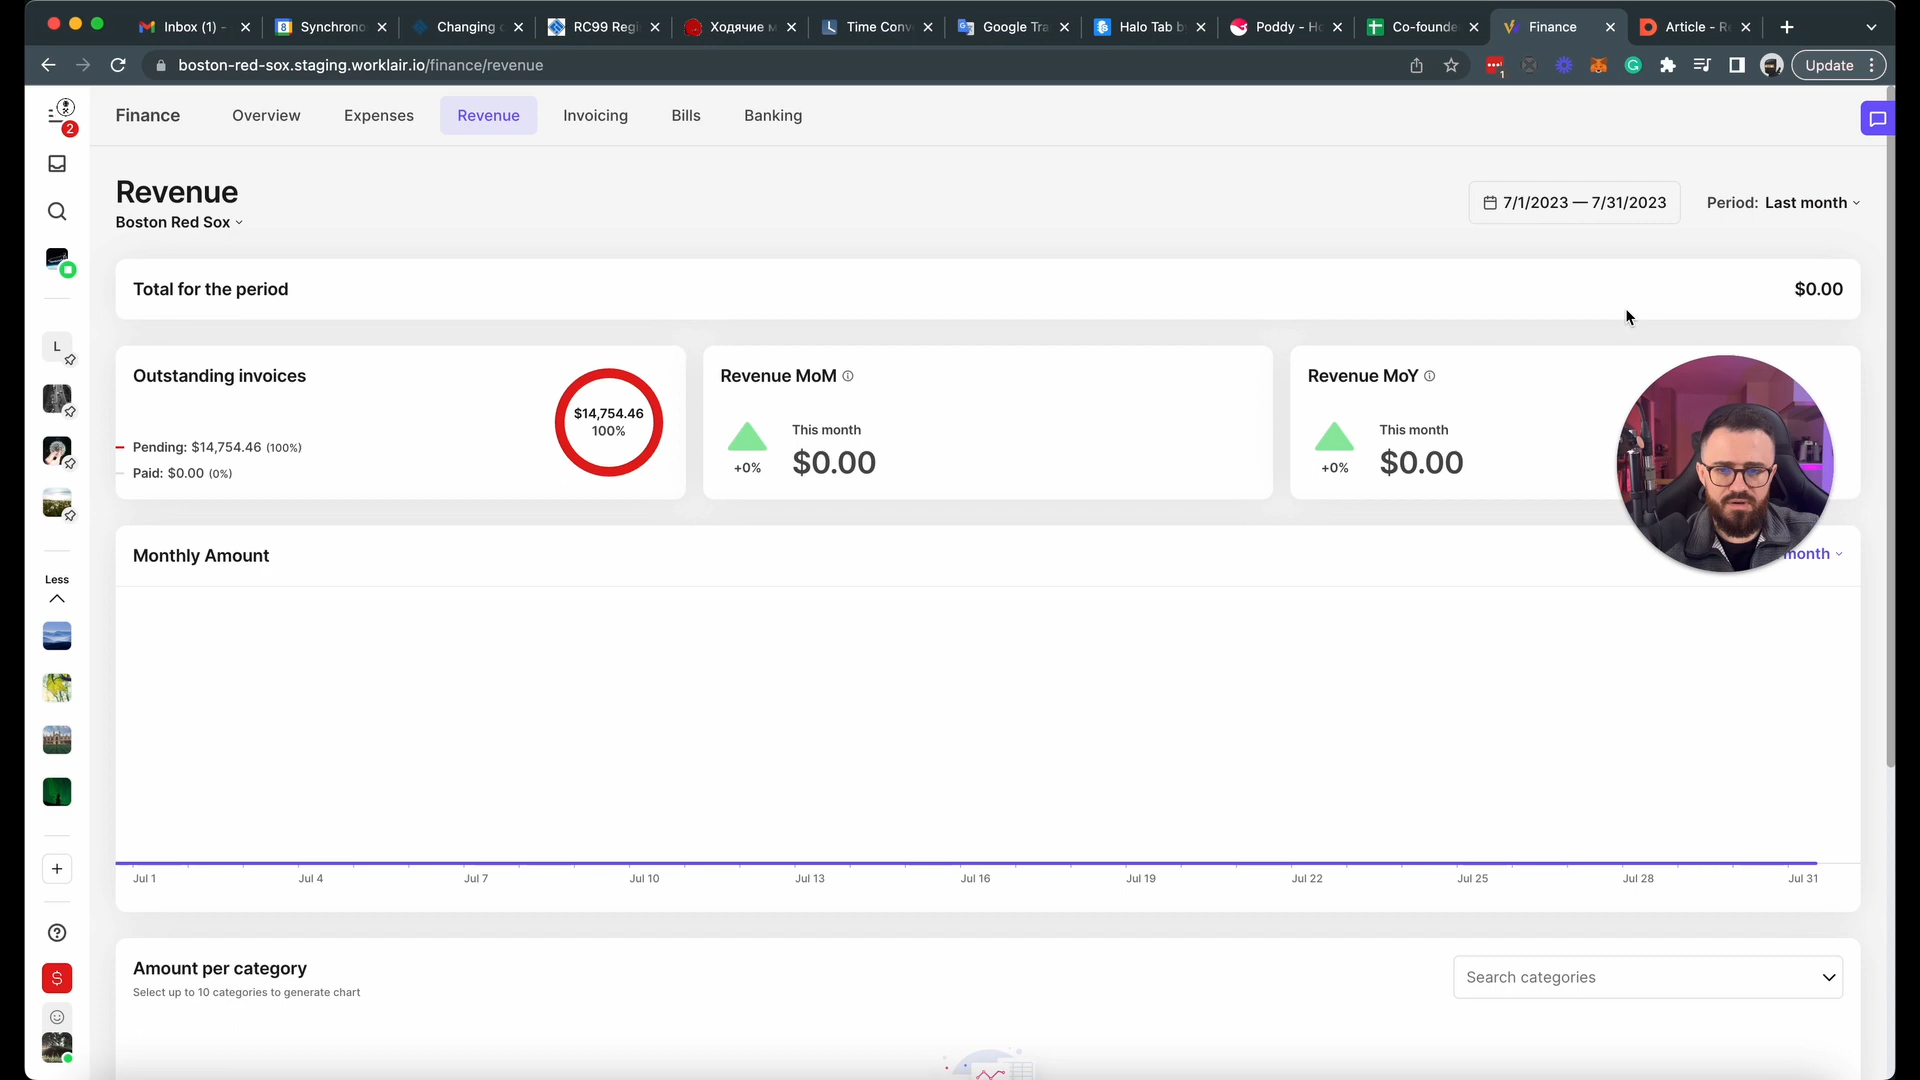 Inbox (1) -
Synchrono
Changing
RC99 Regi
Ходячие м
Time Conv
Google Tra
Halo Tab b
Poddy - Ho
Co-founde
Finance
Article - Re
boston-red-sox.staging.worklair.io/finance/revenue
1
Update
2
Finance
Overview
Expenses
Revenue
Invoicing
Bills
Banking
Revenue
Boston Red Sox
7/1/2023 — 7/31/2023
Period: Last month
Total for the period
$0.00
L
Outstanding invoices
$14,754.46
100%
Pending: $14,754.46 (100%)
Paid: $0.00 (0%)
Revenue MoM
This month
+0%
$0.00
Revenue MoY
This month
+0%
$0.00
Less
Monthly Amount
month
Jul 1
Jul 4
Jul 7
Jul 10
Jul 13
Jul 16
Jul 19
Jul 22
Jul 25
Jul 28
Jul 31
Amount per category
Select up to 10 categories to generate chart
Search categories